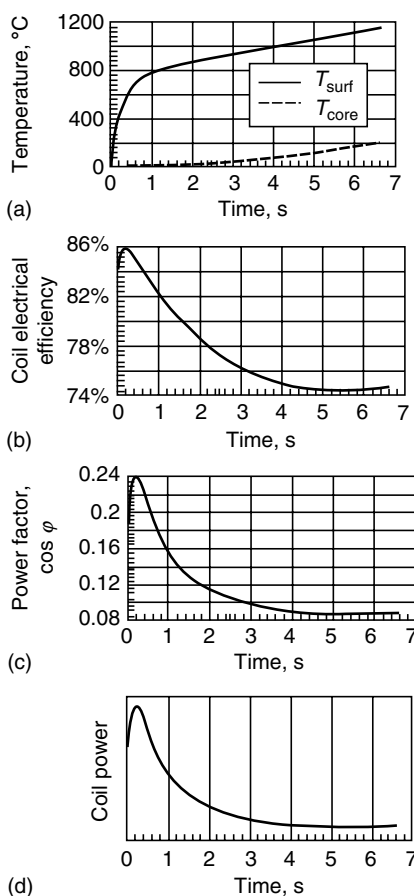 1200
800
400
0
Temperature, °C
T surf
T core
0 1 2 3 4 5 6 7
Time, s
(a)
86%
82%
78%
74%
Coil electrical
efficiency
0 1 2 3 4 5 6 7
Time, s
(b)
0.24
0.2
0.16
0.12
0.08
Power factor,
cos φ
0 1 2 3 4 5 6 7
Time, s
(c)
Coil power
0 1 2 3 4 5 6 7
Time, s
(d)